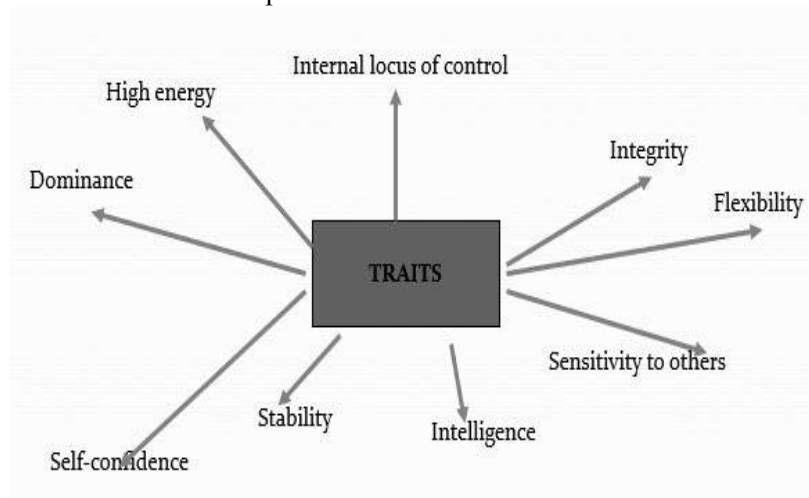 Internal locus of control
High energy
Integrity
Dominance
Flexibility
TRAITS
Sensitivity to others
Stability
Intelligence
Self-confidence